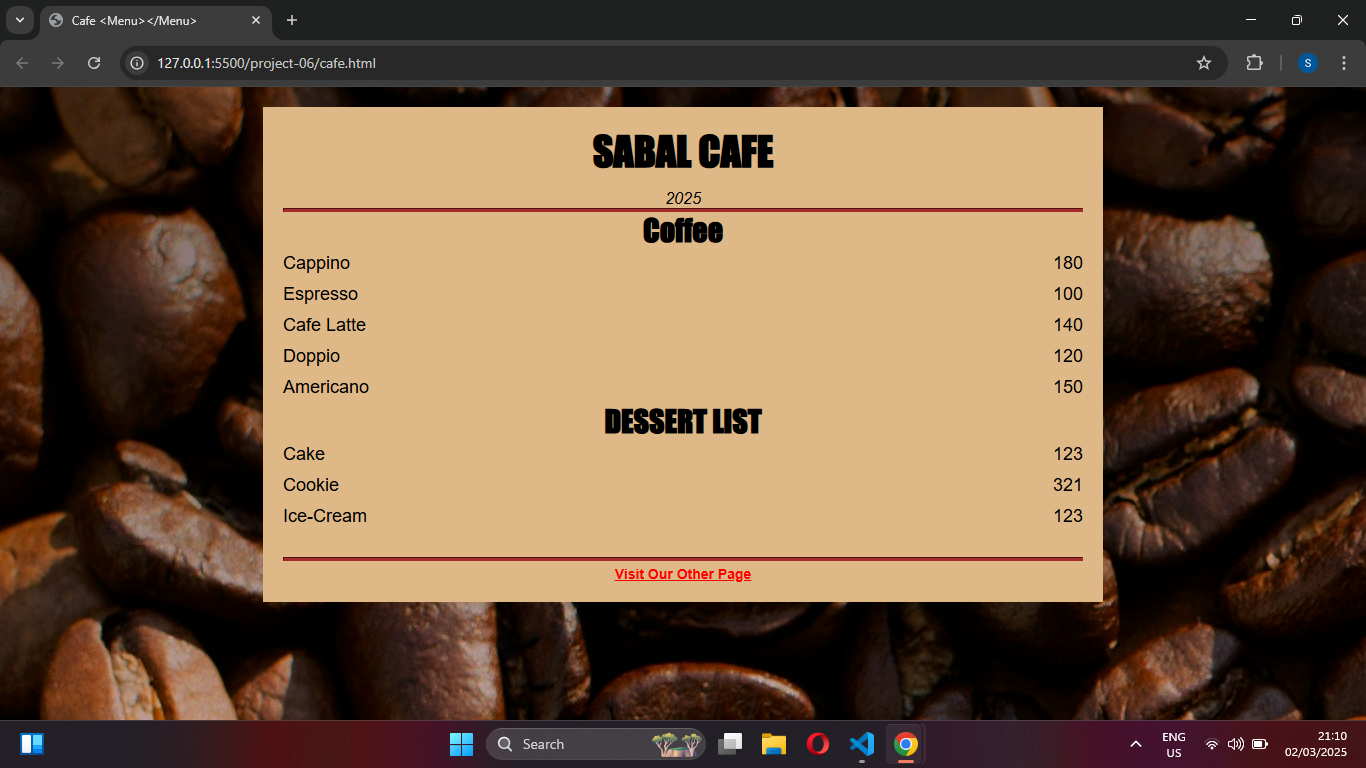 Cafe <Menu></Menu>
127.0.0.1:5500/project-06/cafe.html
S
SABAL CAFE
2025
Coffee
Cappino 180
Espresso 100
Cafe Latte 140
Doppio 120
Americano 150
DESSERT LIST
Cake 123
Cookie 321
Ice-Cream 123
Visit Our Other Page
Search
ENG
US
21:10
02/03/2025